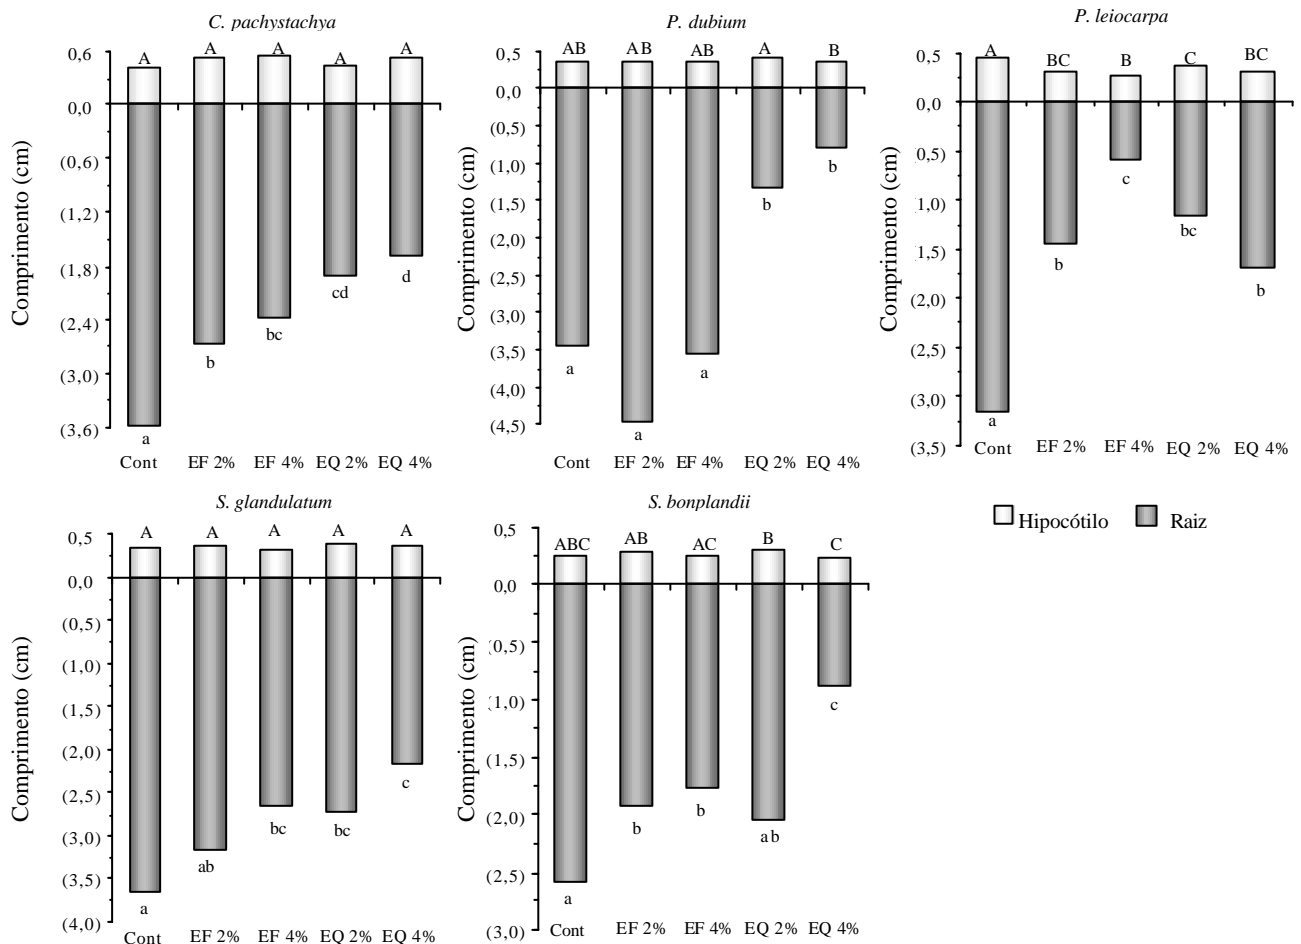 C. pachystachya
Comprimento (cm)
0,6
0,0
(0,6)
(1,2)
(1,8)
(2,4)
(3,0)
(3,6)
A A A A A
a b bc cd d
Cont EF 2% EF 4% EQ 2% EQ 4%
P. dubium
Comprimento (cm)
0,5
0,0
(0,5)
(1,0)
(1,5)
(2,0)
(2,5)
(3,0)
(3,5)
(4,0)
(4,5)
AB AB AB A B
a a a b b
Cont EF 2% EF 4% EQ 2% EQ 4%
P. leiocarpa
Comprimento (cm)
0,5
0,0
0,5)
1,0)
1,5)
(2,0)
(2,5)
(3,0)
(3,5)
A BC B C BC
a b c bc b
Cont EF 2% EF 4% EQ 2% EQ 4%
S. glandulatum
Comprimento (cm)
0,5
0,0
(0,5)
(1,0)
(1,5)
(2,0)
(2,5)
(3,0)
(3,5)
(4,0)
A A A A A
a ab bc bc c
Cont EF 2% EF 4% EQ 2% EQ 4%
S. bonplandii
Comprimento (cm)
0,5
0,0
(0,5)
(1,0)
(1,5)
(2,0)
(2,5)
(3,0)
ABC AB AC B C
a b b ab c
Cont EF 2% EF 4% EQ 2% EQ 4%
Hipocótilo Raiz